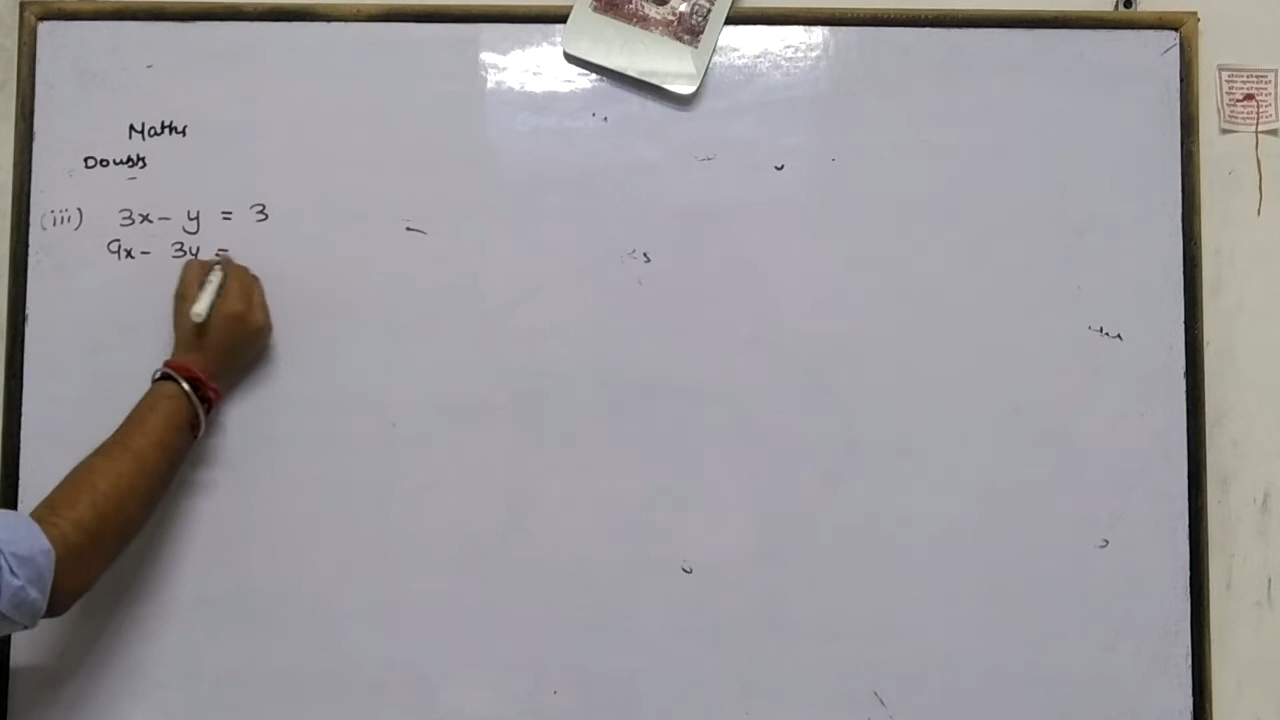 Maths
Doubts
(iii) 3x - y = 3
9x - 3y =